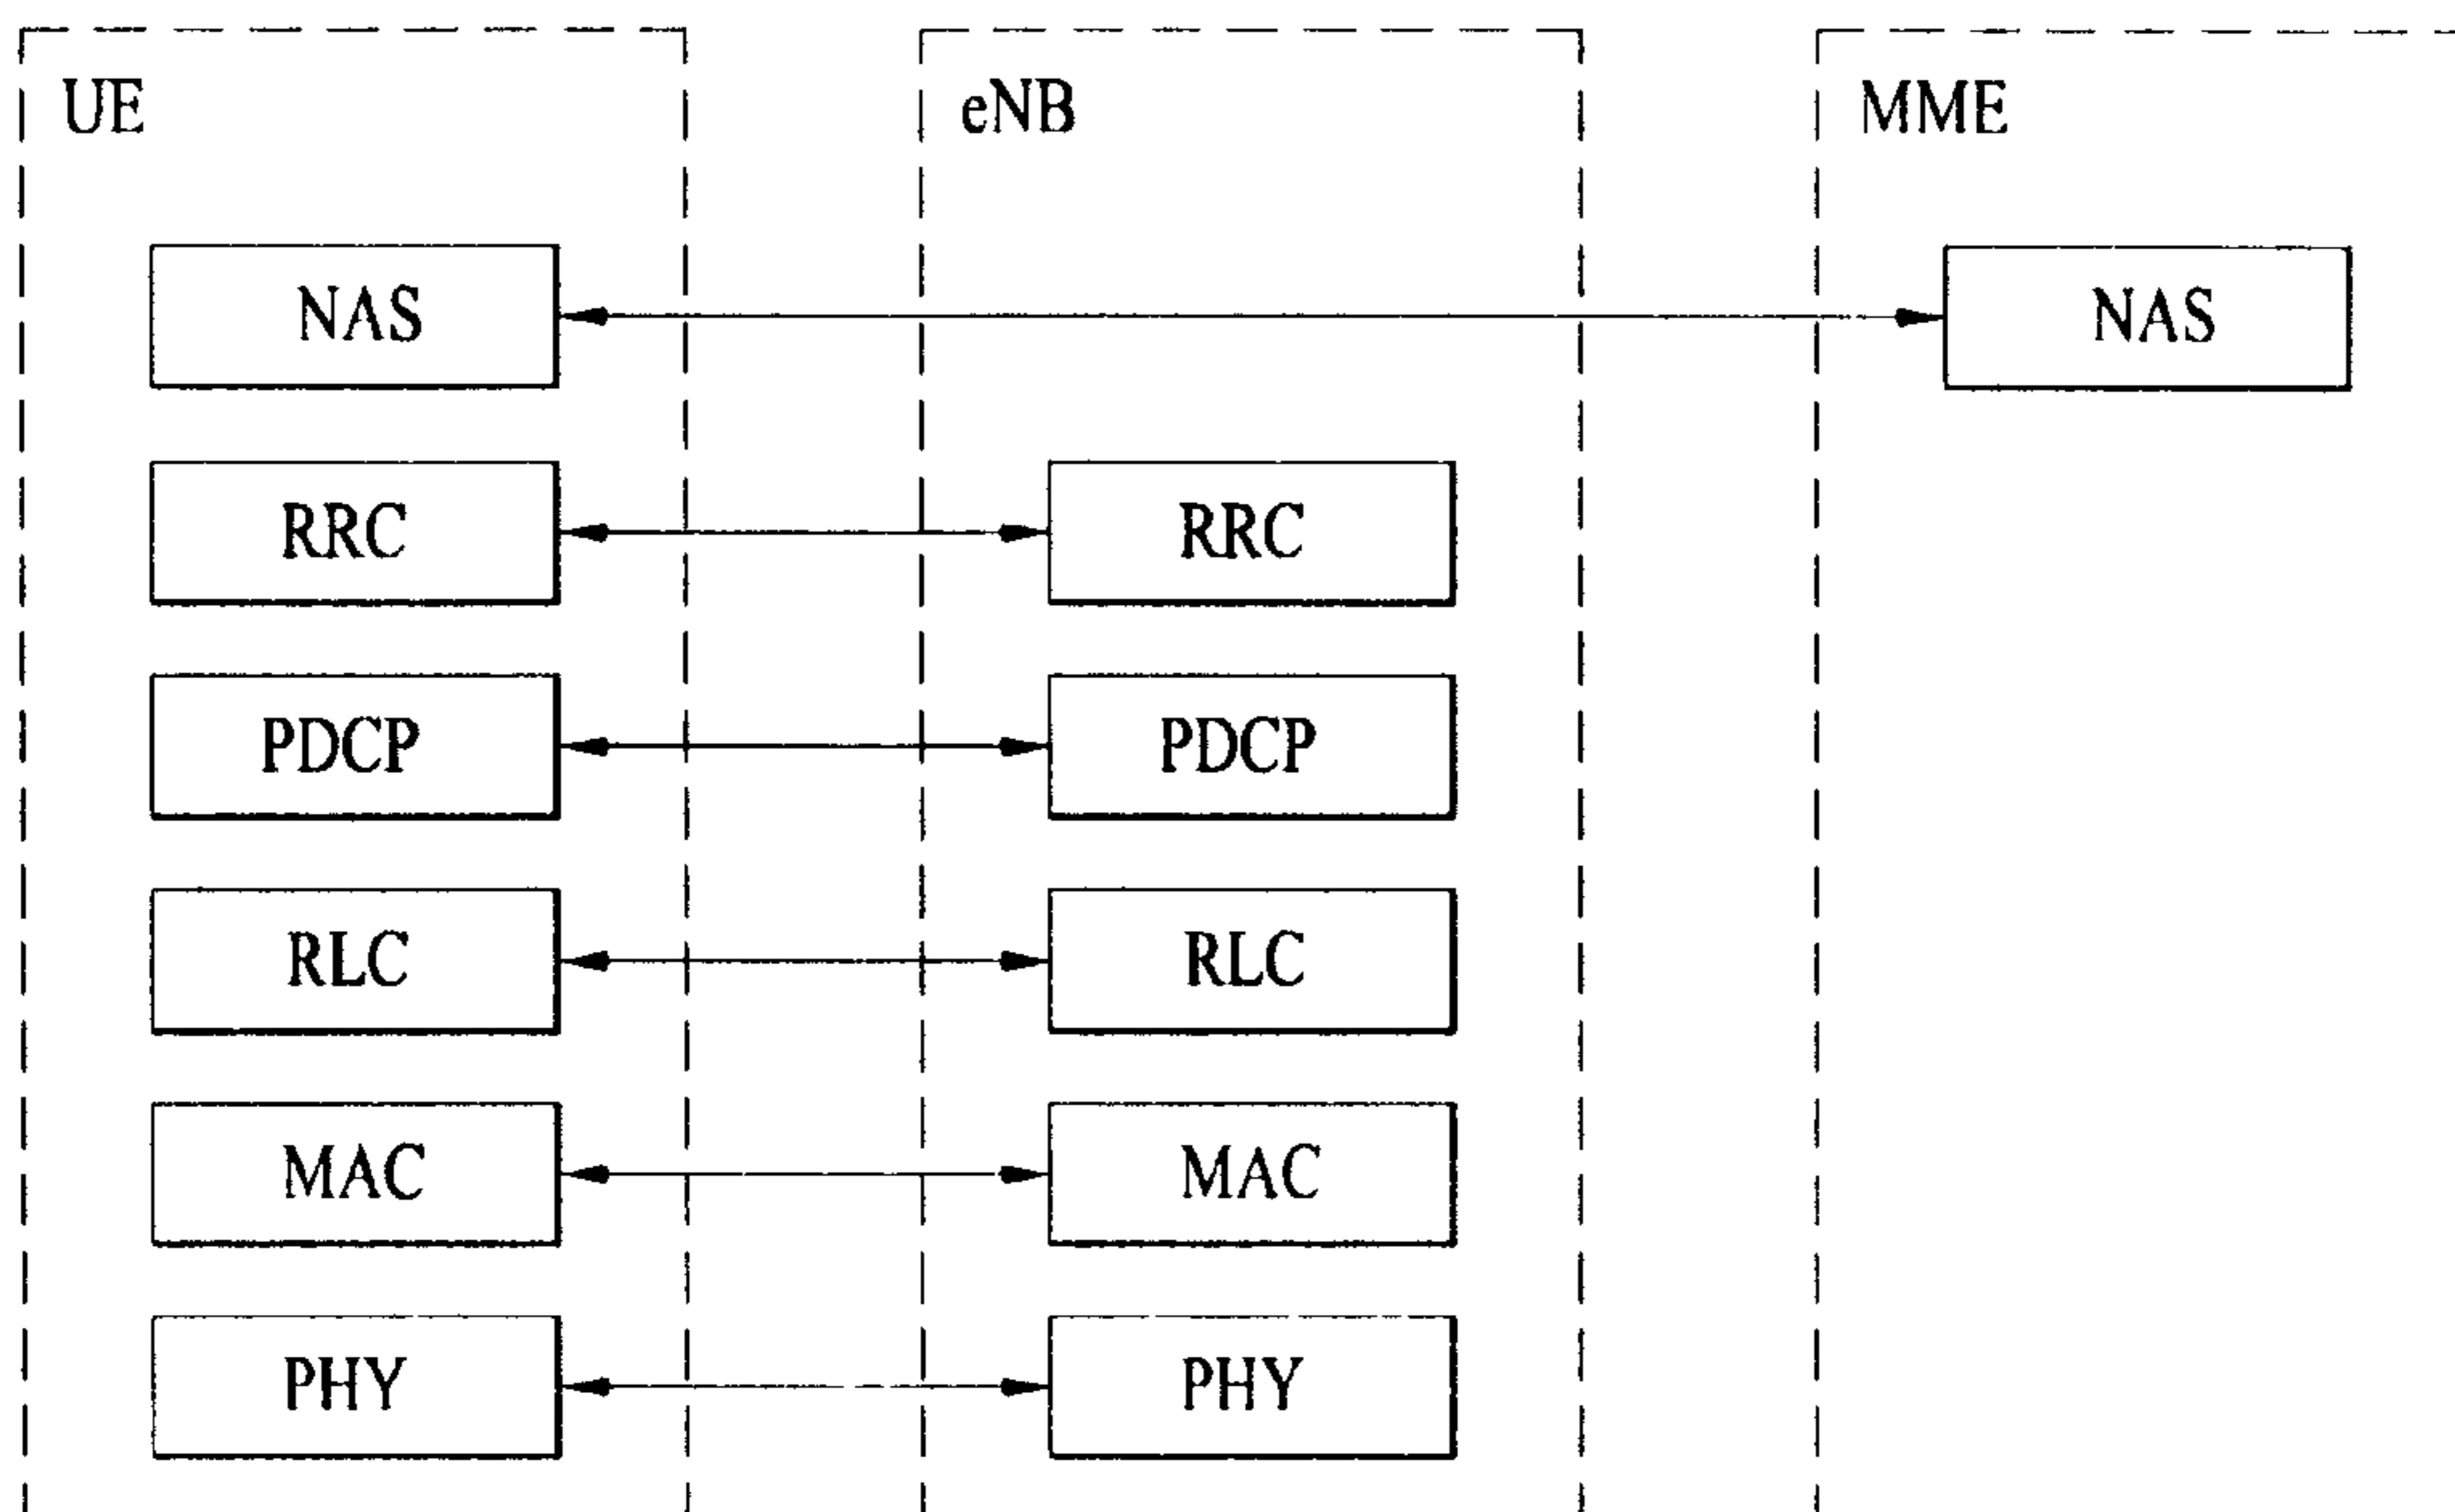 UE eNB MME
NAS NAS
RRC RRC
PDCP PDCP
RLC RLC
MAC MAC
PHY PHY